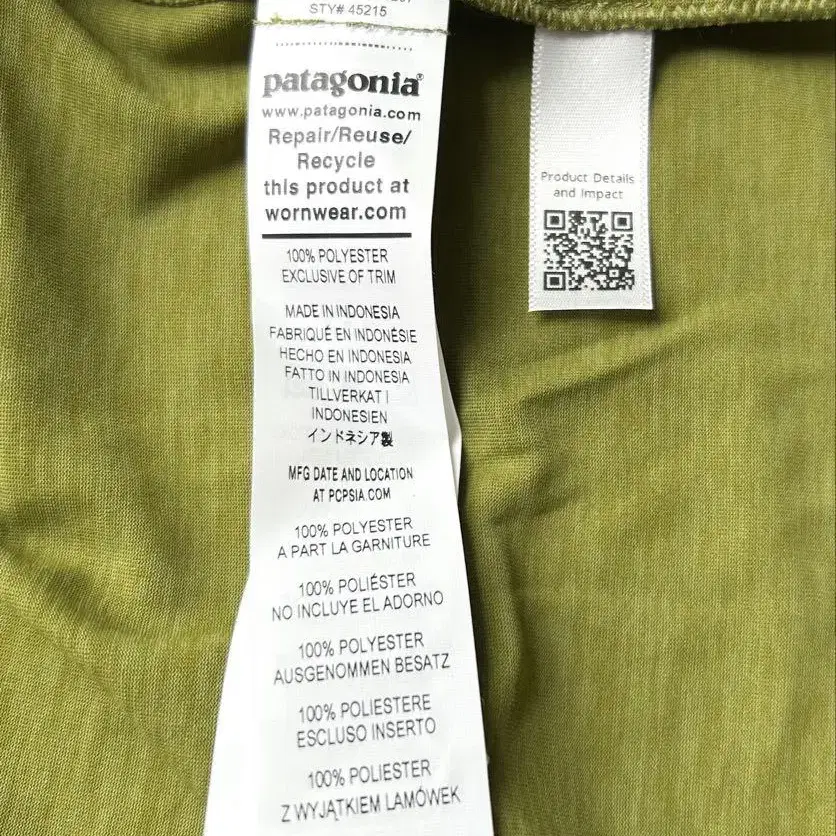 STY# 45215
patagonia®
www.patagonia.com
Repair/Reuse/
Recycle
this product at
wornwear.com
100% POLYESTER
EXCLUSIVE OF TRIM
MADE IN INDONESIA
FABRIQUÉ EN INDONÉSIE
HECHO EN INDONESIA
FATTO IN INDONESIA
TILLVERKAT I
INDONESIEN
インドネシア製
MFG DATE AND LOCATION
AT PCPSIA.COM
100% POLYESTER
A PART LA GARNITURE
100% POLIÉSTER
NO INCLUYE EL ADORNO
100% POLYESTER
AUSGENOMMEN BESATZ
100% POLIESTERE
ESCLUSO INSERTO
100% POLIESTER
Z WYJĄTKIEM LAMÓWEK
Product Details
and Impact